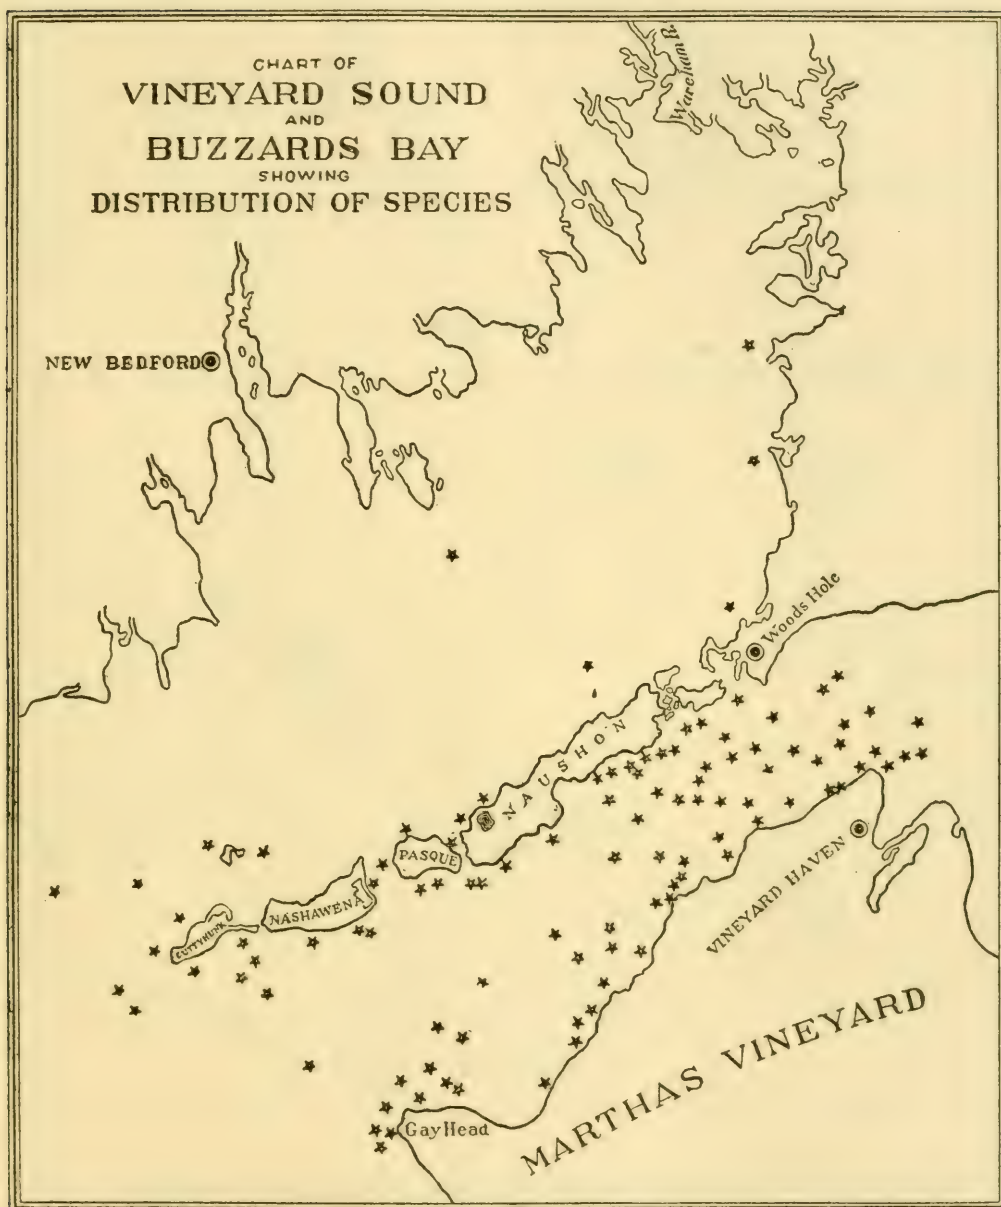 CHART OF
VINEYARD SOUND
AND
BUZZARDS BAY
SHOWING
DISTRIBUTION OF SPECIES
Wareham R.
NEW BEDFORD
Woods Hole
NAUSHON
PASQUE
NASHAWENA
CUTTYHUNK
VINEYARD HAVEN
MARTHAS VINEYARD
Gay Head